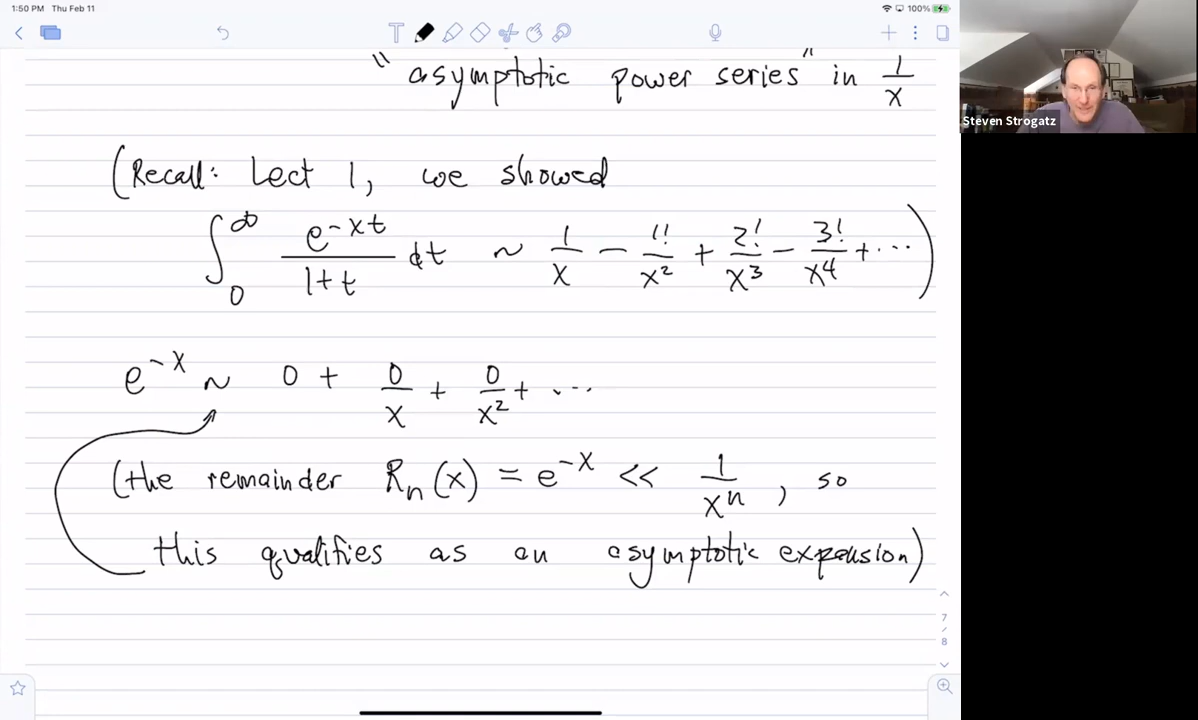 1:50 PM Thu Feb 11
100%
"asymptotic power series" in 1/x
Steven Strogatz
(Recall: Lect 1, we showed
∫₀^∞ e^{-xt}/(1+t) dt ~ 1/x − 1!/x² + 2!/x³ − 3!/x⁴ + ···)
e^{-x} ~ 0 + 0/x + 0/x² + ···
(the remainder Rₙ(x) = e^{-x} << 1/xⁿ, so
this qualifies as an asymptotic expansion)
7
/
8